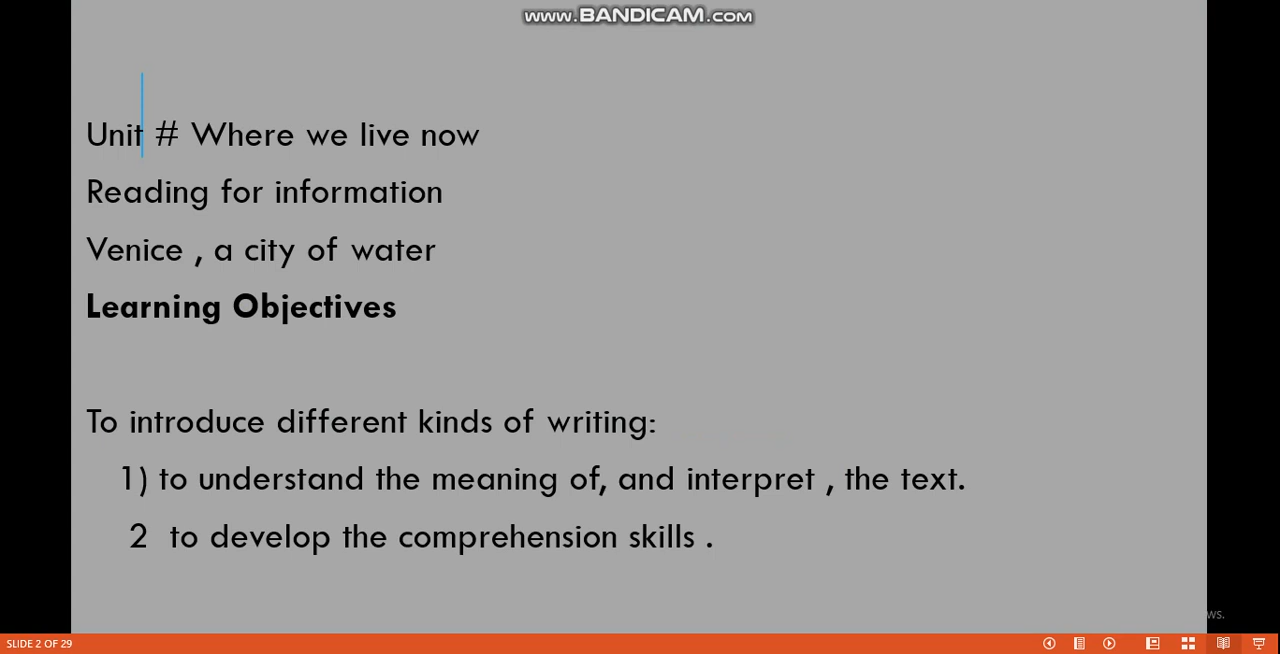 www.BANDICAM.com
Unit # Where we live now
Reading for information
Venice , a city of water
Learning Objectives
To introduce different kinds of writing:
1) to understand the meaning of, and interpret , the text.
2 to develop the comprehension skills .
ws.
SLIDE 2 OF 29